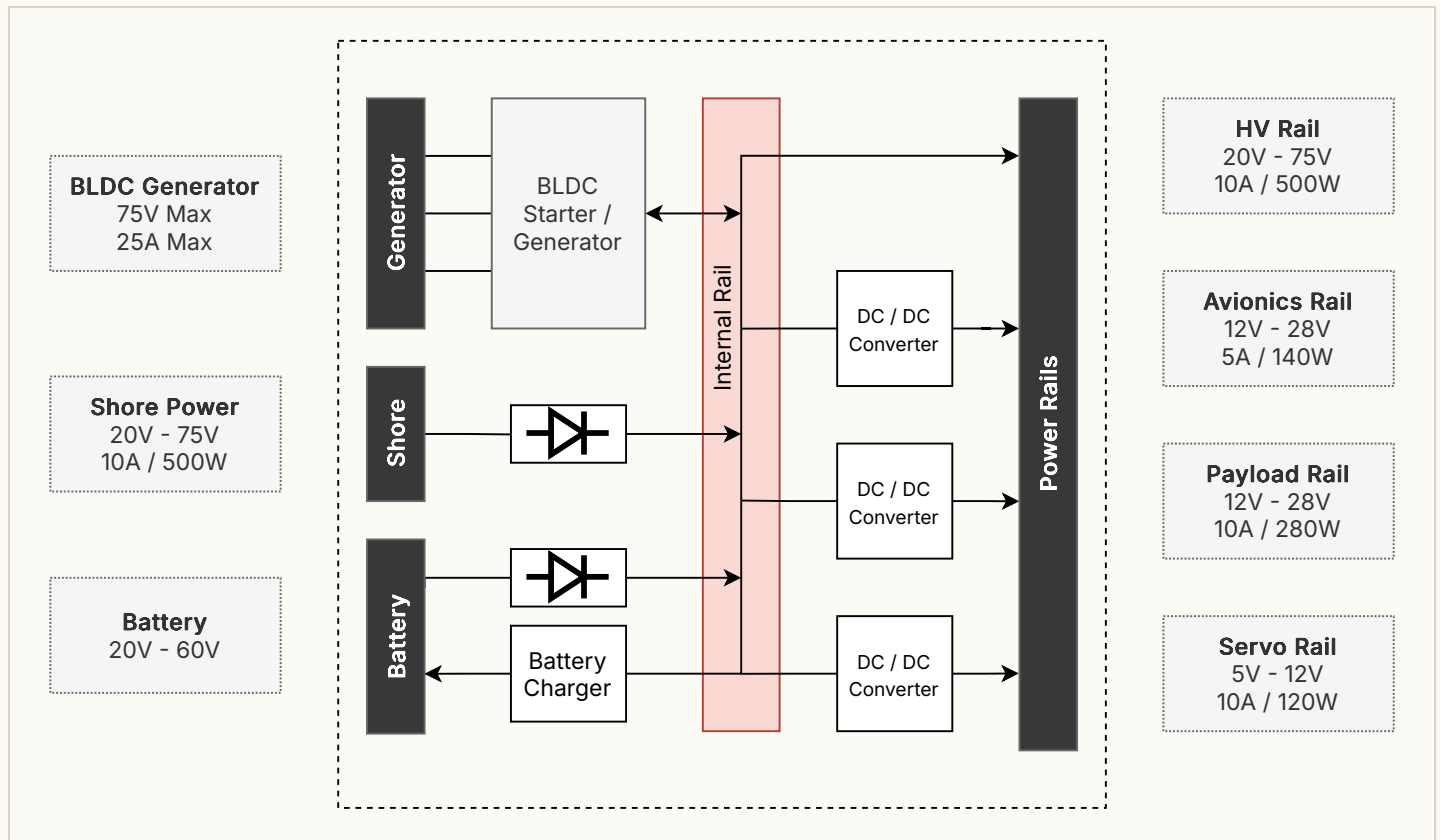 BLDC Generator
75V Max
25A Max
Shore Power
20V - 75V
10A / 500W
Battery
20V - 60V
Generator
Shore
Battery
BLDC
Starter /
Generator
Battery
Charger
Internal Rail
DC / DC
Converter
DC / DC
Converter
DC / DC
Converter
Power Rails
HV Rail
20V - 75V
10A / 500W
Avionics Rail
12V - 28V
5A / 140W
Payload Rail
12V - 28V
10A / 280W
Servo Rail
5V - 12V
10A / 120W